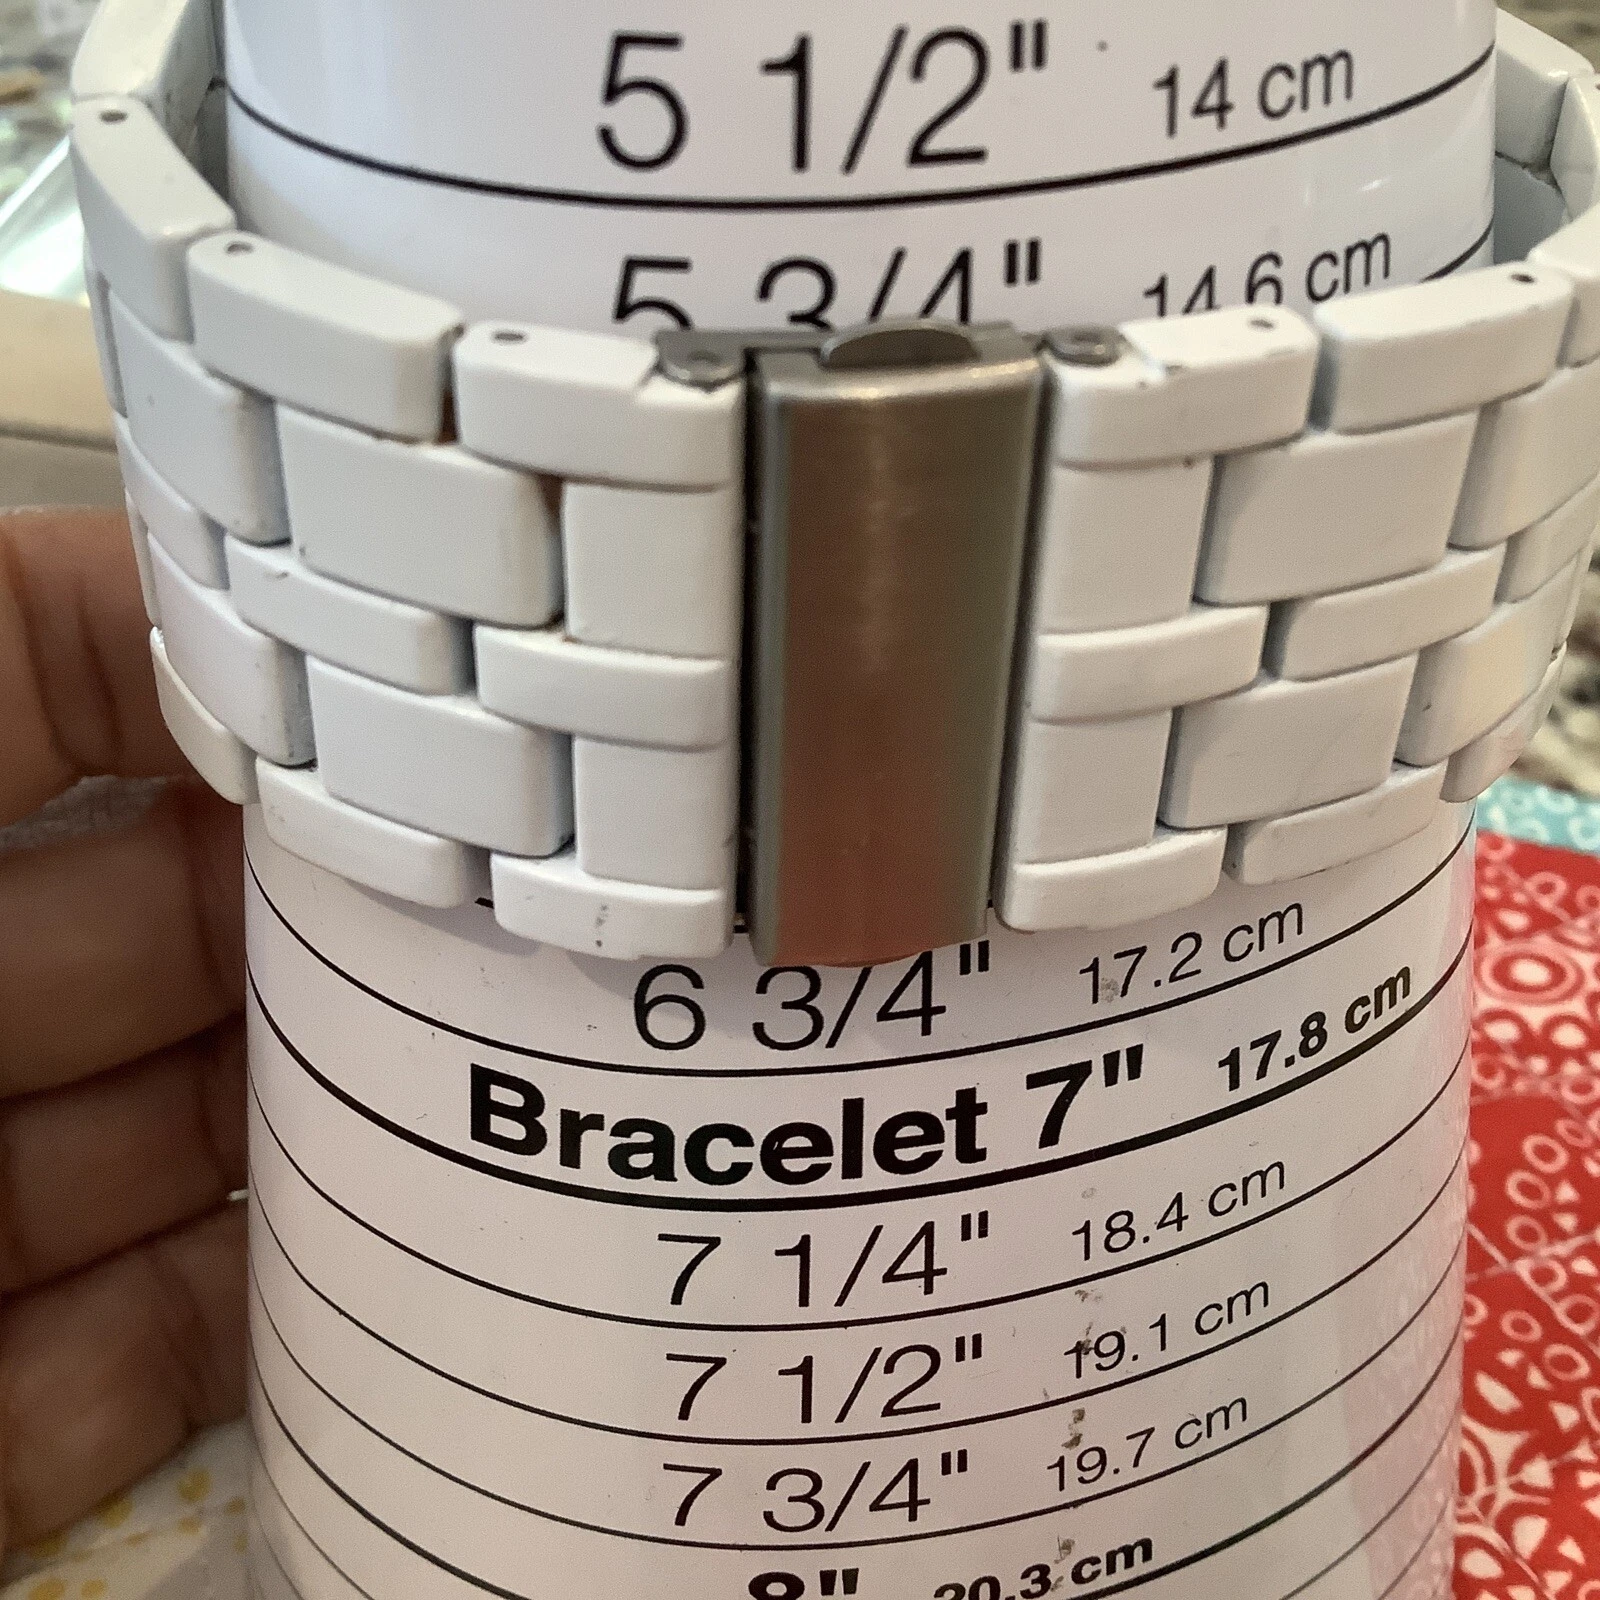 5 1/2" 14 cm
5 3/4" 14.6 cm
6 3/4" 17.2 cm
Bracelet 7" 17.8 cm
7 1/4" 18.4 cm
7 1/2" 19.1 cm
7 3/4" 19.7 cm
8" 20.3 cm